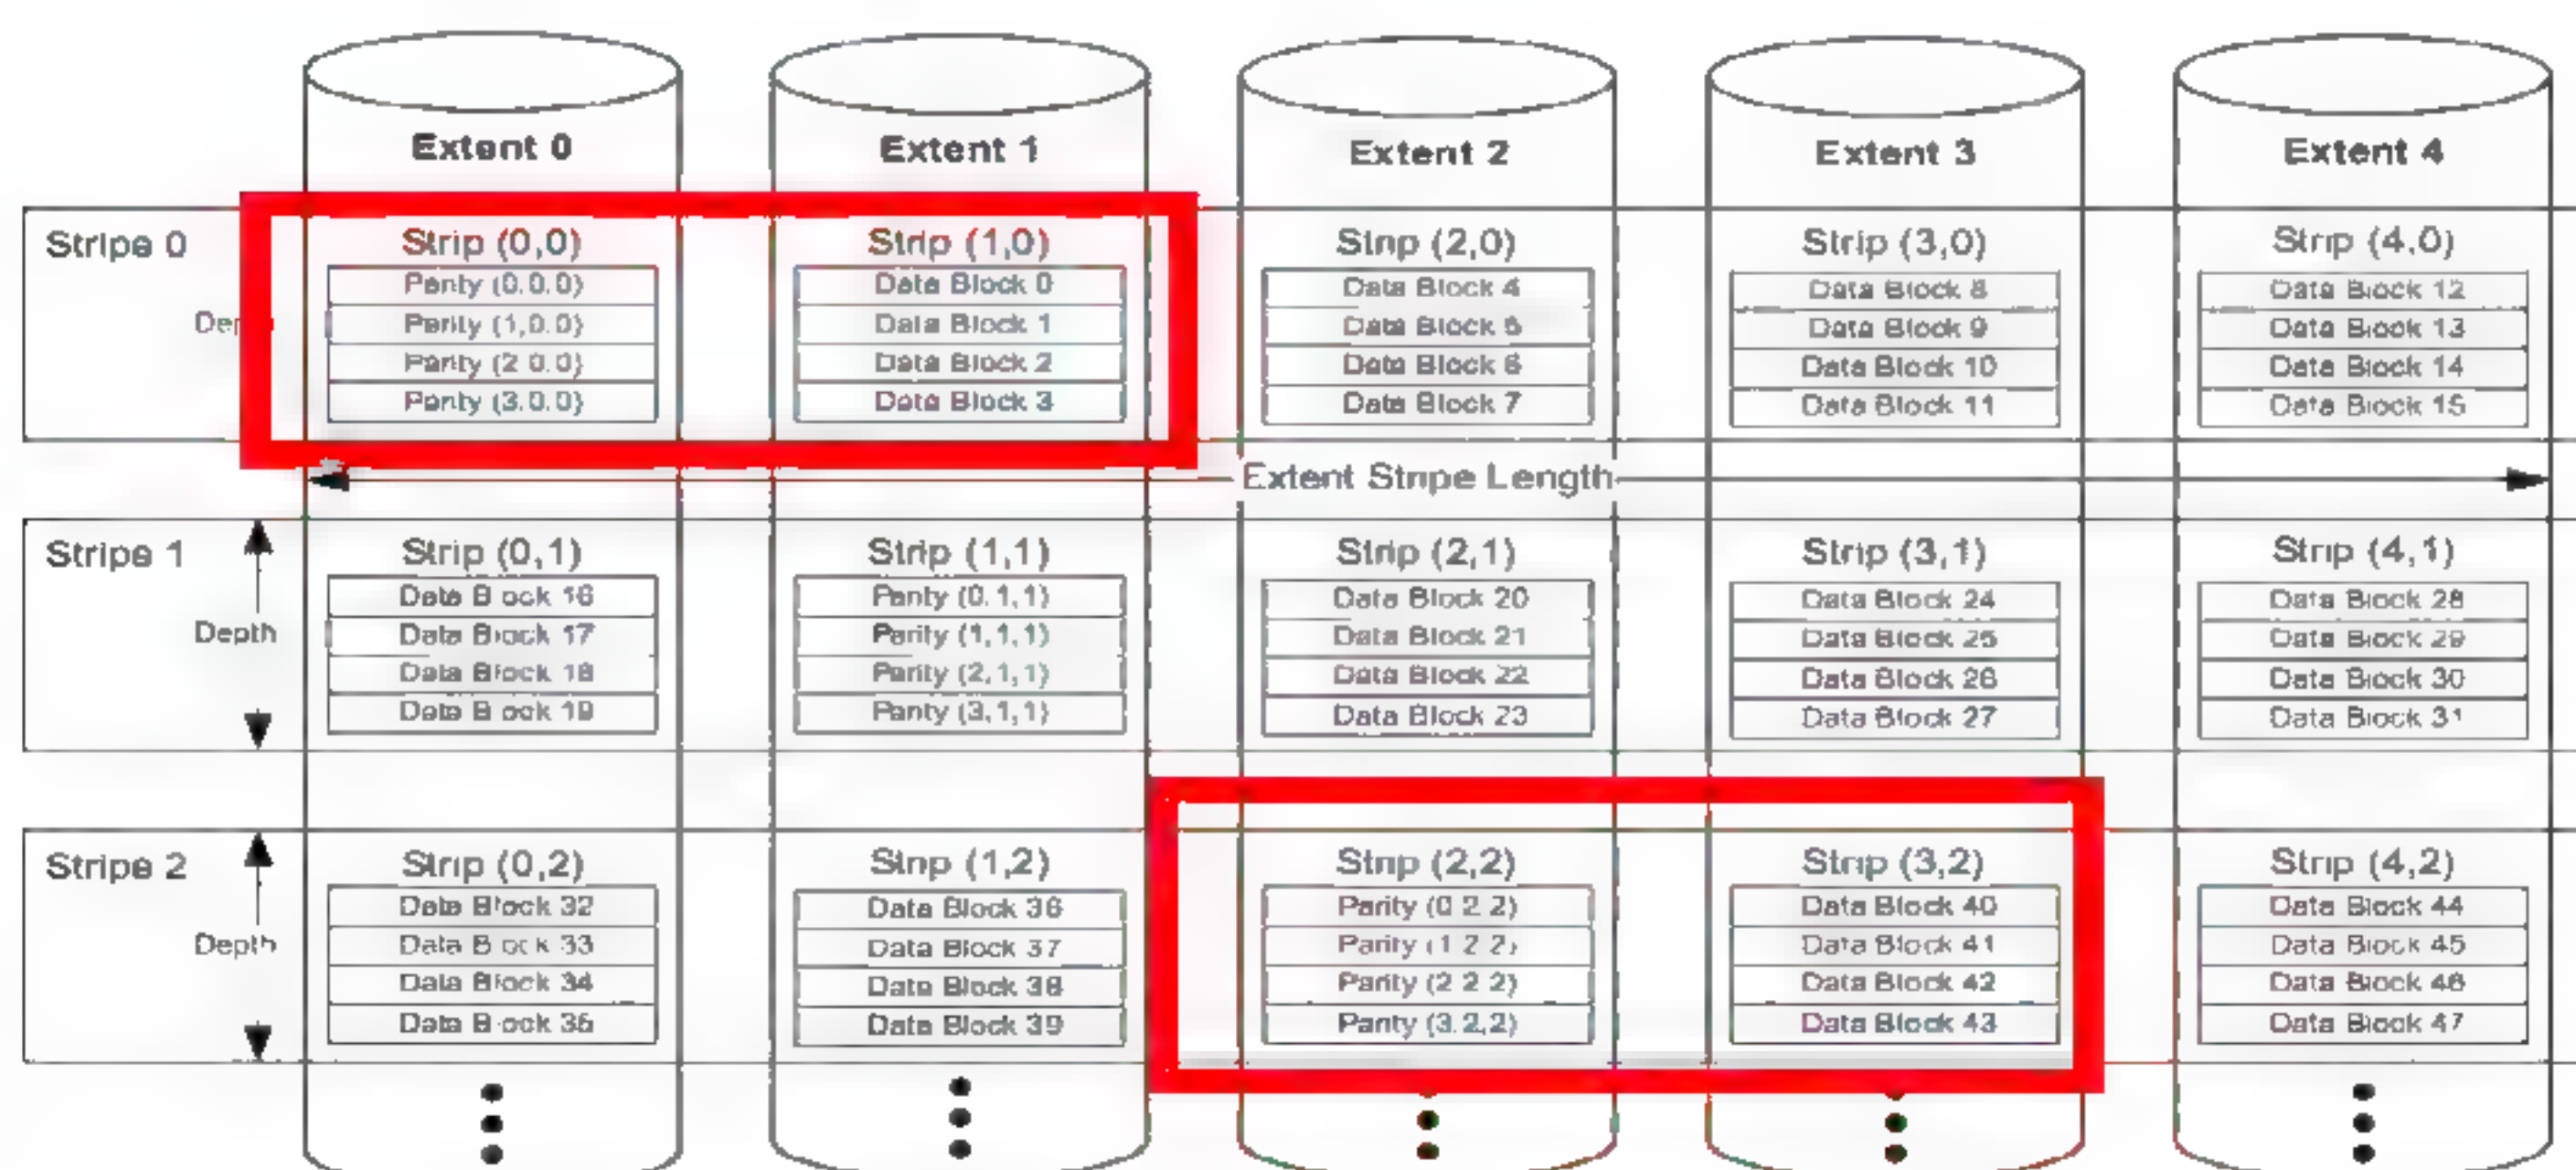 Extent 0 Extent 1 Extent 2 Extent 3 Extent 4
Stripe 0 Strip (0,0) Strip (1,0) Strip (2,0) Strip (3,0) Strip (4,0)
Parity (0.0.0) Data Block 0 Data Block 4 Data Block 8 Data Block 12
Parity (1,0.0) Data Block 1 Data Block 5 Data Block 9 Data Block 13
Parity (2 0.0) Data Block 2 Data Block 6 Data Block 10 Data Block 14
Parity (3.0.0) Data Block 3 Data Block 7 Data Block 11 Data Block 15
Extent Stripe Length
Stripe 1 Strip (0,1) Strip (1,1) Strip (2,1) Strip (3,1) Strip (4,1)
Data Block 16 Parity (0.1,1) Data Block 20 Data Block 24 Data Block 28
Depth Data Block 17 Parity (1,1,1) Data Block 21 Data Block 25 Data Block 29
Data Block 18 Parity (2,1,1) Data Block 22 Data Block 26 Data Block 30
Data Block 19 Parity (3,1,1) Data Block 23 Data Block 27 Data Block 31
Stripe 2 Strip (0,2) Strip (1,2) Strip (2,2) Strip (3,2) Strip (4,2)
Data Block 32 Data Block 36 Parity (0 2 2) Data Block 40 Data Block 44
Depth Data Block 33 Data Block 37 Parity (1 2 2) Data Block 41 Data Block 45
Data Block 34 Data Block 38 Parity (2 2 2) Data Block 42 Data Block 46
Data Block 35 Data Block 39 Parity (3.2,2) Data Block 43 Data Block 47